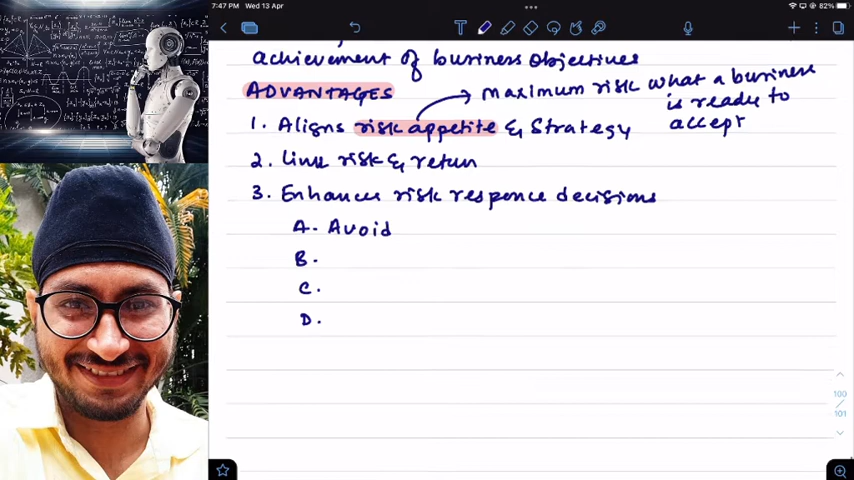 7:47 PM Wed 13 Apr
82%
achievement of business objectives
ADVANTAGES
maximum risk what a business is ready to accept
1. Aligns risk appetite & Strategy
2. Link risk & return
3. Enhances risk responce decisions
A. Avoid
B.
C.
D.
100
101